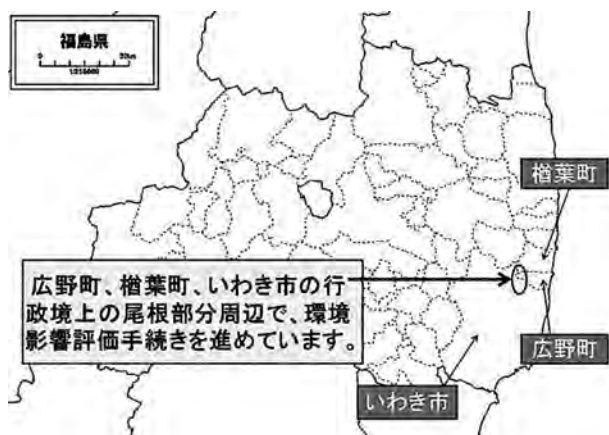 福島県
楢葉町
広野町、楢葉町、いわき市の行
政境上の尾根部分周辺で、環境
影響評価手続きを進めています。
広野町
いわき市